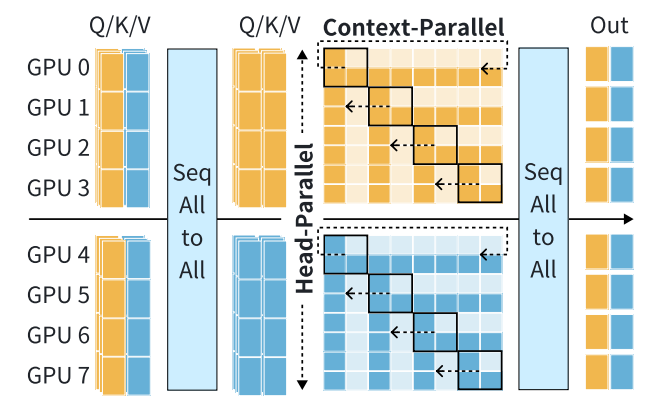 Q/K/V
Q/K/V
Context-Parallel
Out
GPU 0
GPU 1
GPU 2
GPU 3
Seq
All
to
All
Head-Parallel
Seq
All
to
All
GPU 4
GPU 5
GPU 6
GPU 7